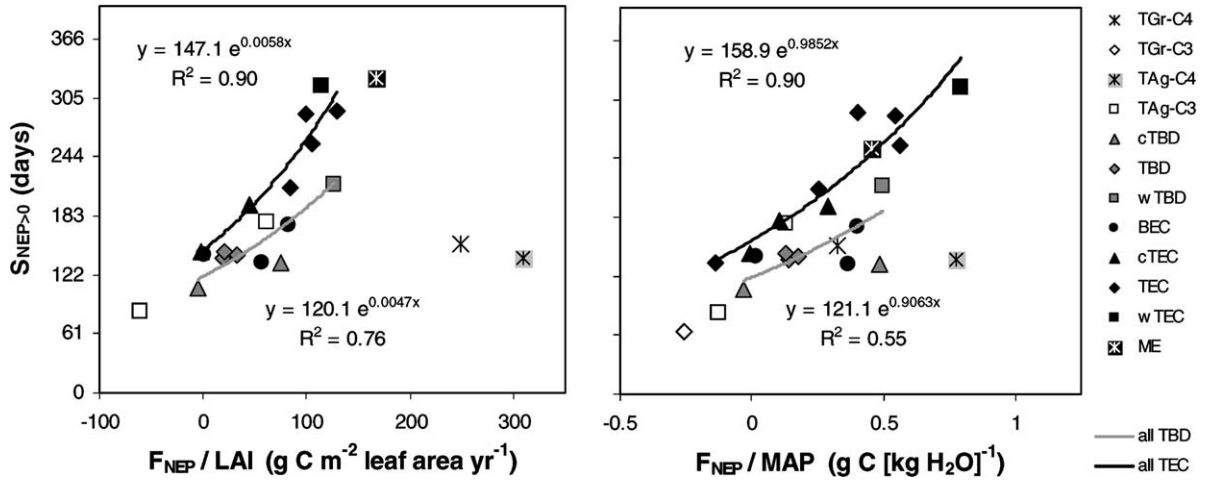 S_NEP>0 (days)
366
305
244
183
122
61
0
y = 147.1 e^0.0058x
R² = 0.90
y = 120.1 e^0.0047x
R² = 0.76
-100
0
100
200
300
F_NEP / LAI (g C m⁻² leaf area yr⁻¹)
y = 158.9 e^0.9852x
R² = 0.90
y = 121.1 e^0.9063x
R² = 0.55
-0.5
0
0.5
1
F_NEP / MAP (g C [kg H₂O]⁻¹)
TGr-C4
TGr-C3
TAg-C4
TAg-C3
cTBD
TBD
w TBD
BEC
cTEC
TEC
w TEC
ME
all TBD
all TEC